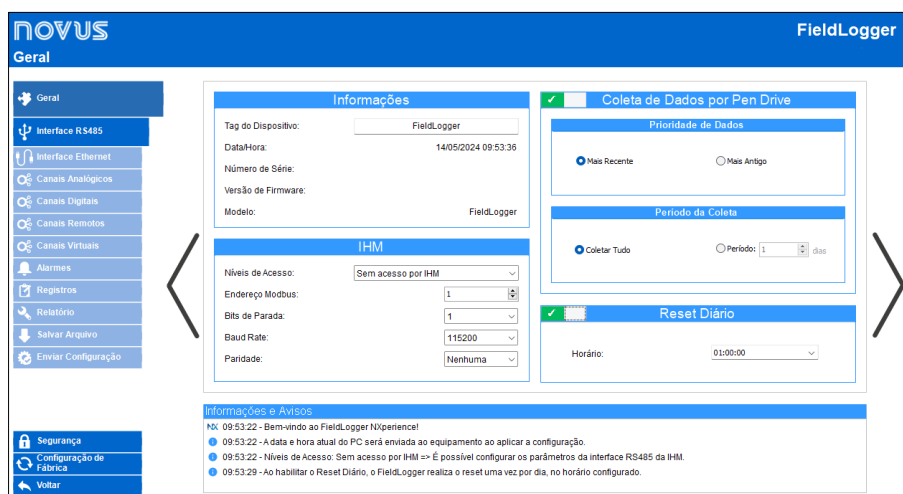 NOVUS
FieldLogger
Geral
Geral
Interface RS485
Interface Ethernet
Canais Analógicos
Canais Digitais
Canais Remotos
Canais Virtuais
Alarmes
Registros
Relatório
Salvar Arquivo
Enviar Configuração
Segurança
Configuração de
Fábrica
Voltar
Informações
Tag do Dispositivo: FieldLogger
Data/Hora: 14/05/2024 09:53:36
Número de Série:
Versão de Firmware:
Modelo: FieldLogger
IHM
Níveis de Acesso: Sem acesso por IHM
Endereço Modbus: 1
Bits de Parada: 1
Baud Rate: 115200
Paridade: Nenhuma
Coleta de Dados por Pen Drive
Prioridade de Dados
Mais Recente Mais Antigo
Período da Coleta
Coletar Tudo Período: 1 dias
Reset Diário
Horário: 01:00:00
Informações e Avisos
NX 09:53:22 - Bem-vindo ao FieldLogger NXperience!
09:53:22 - A data e hora atual do PC será enviada ao equipamento ao aplicar a configuração.
09:53:22 - Níveis de Acesso: Sem acesso por IHM => É possível configurar os parâmetros da interface RS485 da IHM.
09:53:29 - Ao habilitar o Reset Diário, o FieldLogger realiza o reset uma vez por dia, no horário configurado.